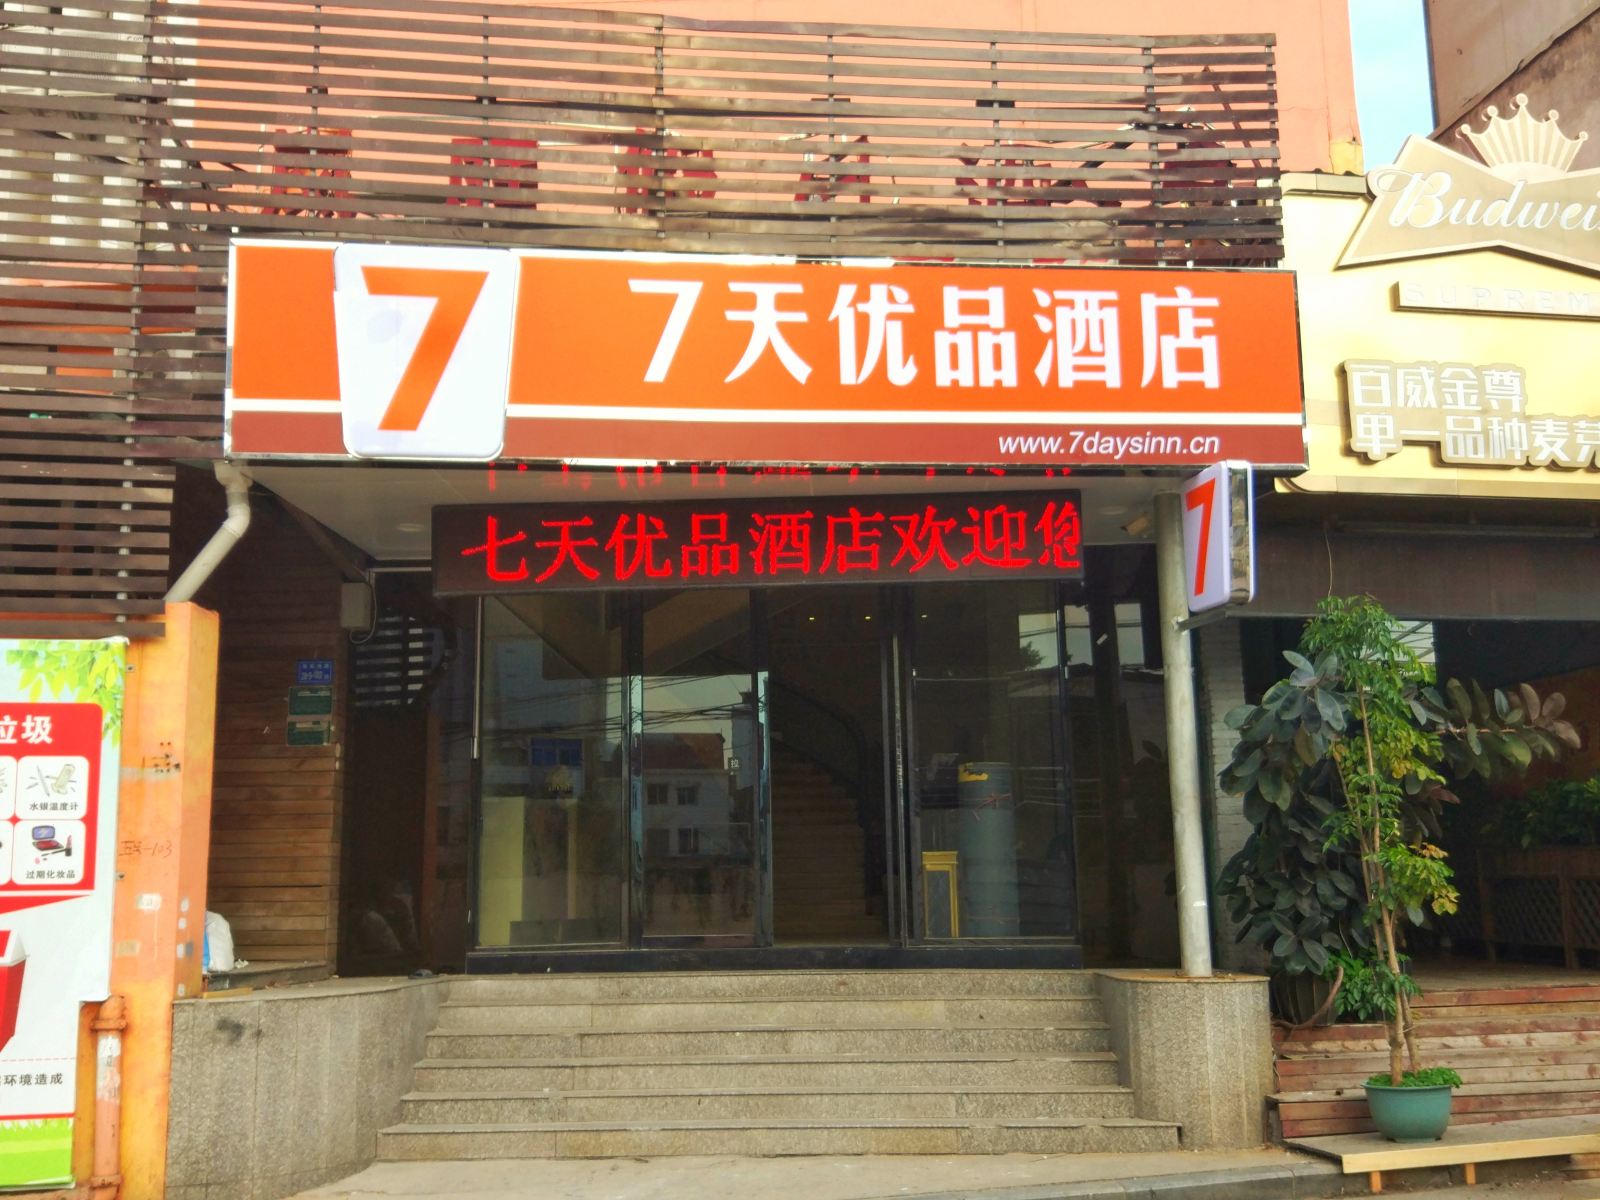 7
7天优品酒店
www.7daysinn.cn
七天优品酒店欢迎您
7
Budwei
SUPREM
百威金尊
单一品种麦芽
垃圾
水银温度计
过期化妆品
环境造成
拉